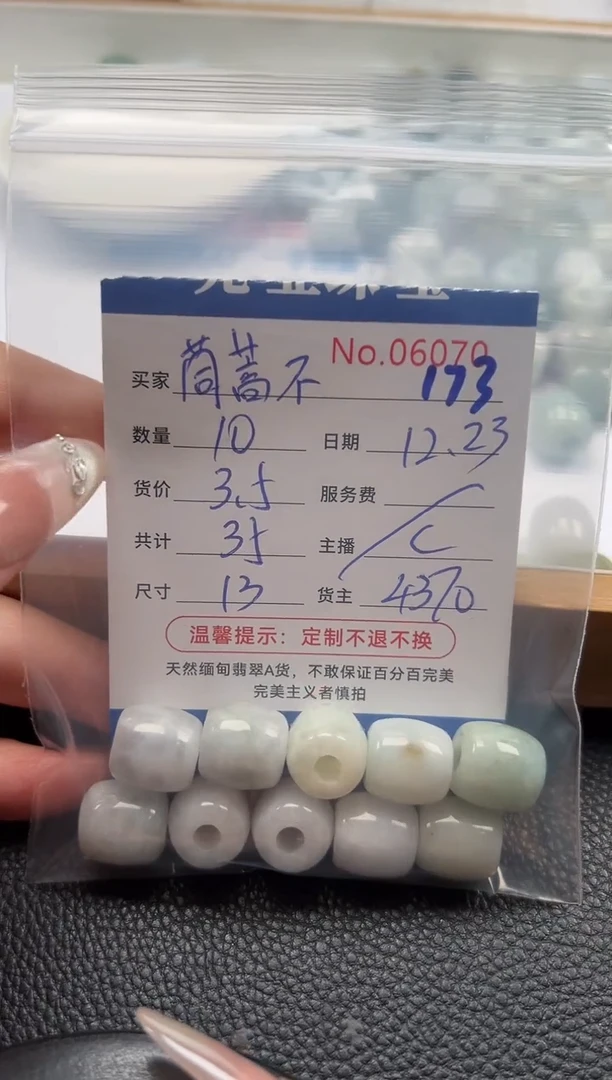 No.06070
买家 茼蒿不 173
数量 10 日期 12.23
货价 3.5 服务费
共计 35 主播 C
尺寸 13 货主 4370
温馨提示：定制不退不换
天然缅甸翡翠A货，不敢保证百分百完美
完美主义者慎拍